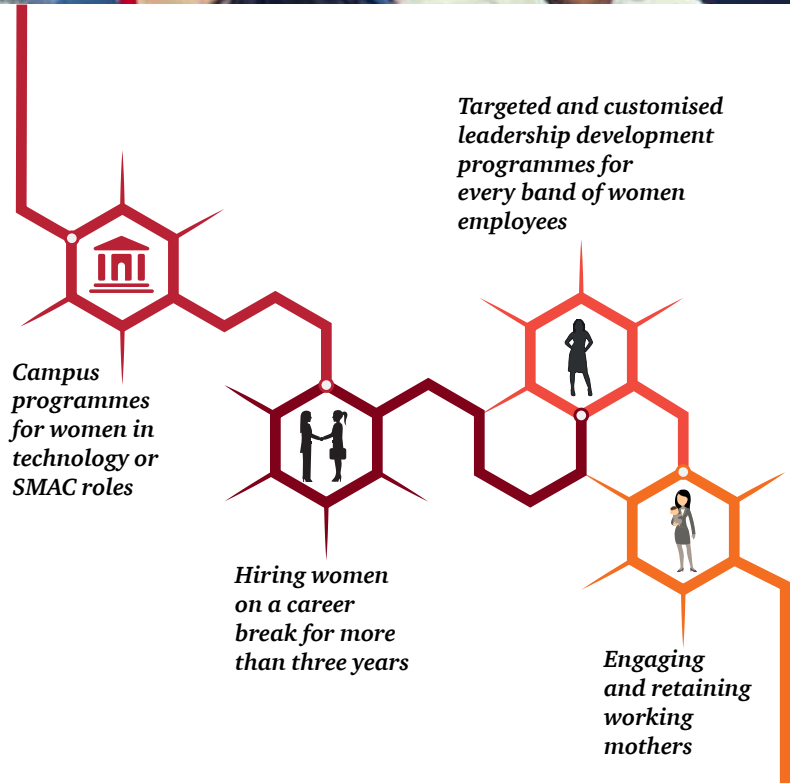 Targeted and customised
leadership development
programmes for
every band of women
employees
Campus
programmes
for women in
technology or
SMAC roles
Hiring women
on a career
break for more
than three years
Engaging
and retaining
working
mothers